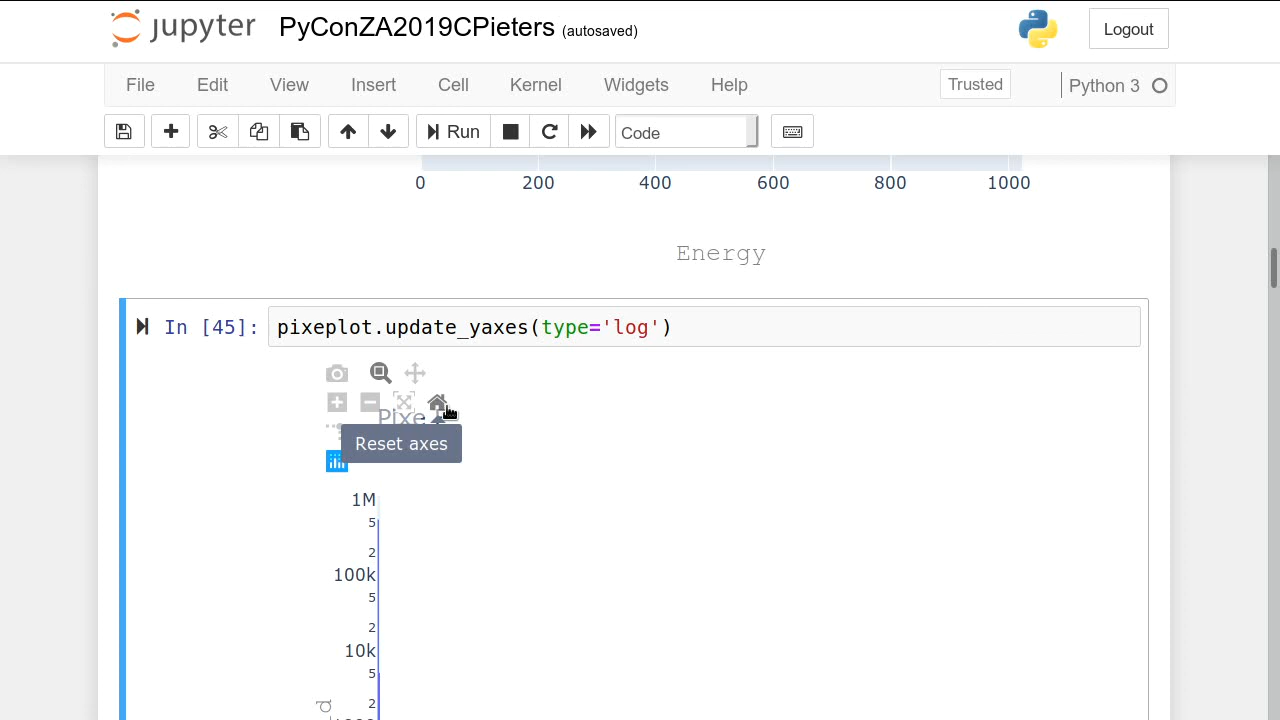 jupyter PyConZA2019CPieters (autosaved) Logout
File Edit View Insert Cell Kernel Widgets Help Trusted Python 3
Run Code
0 200 400 600 800 1000
Energy
In [45]: pixeplot.update_yaxes(type='log')
Pixe
Reset axes
1M
5
2
100k
5
2
10k
5
2